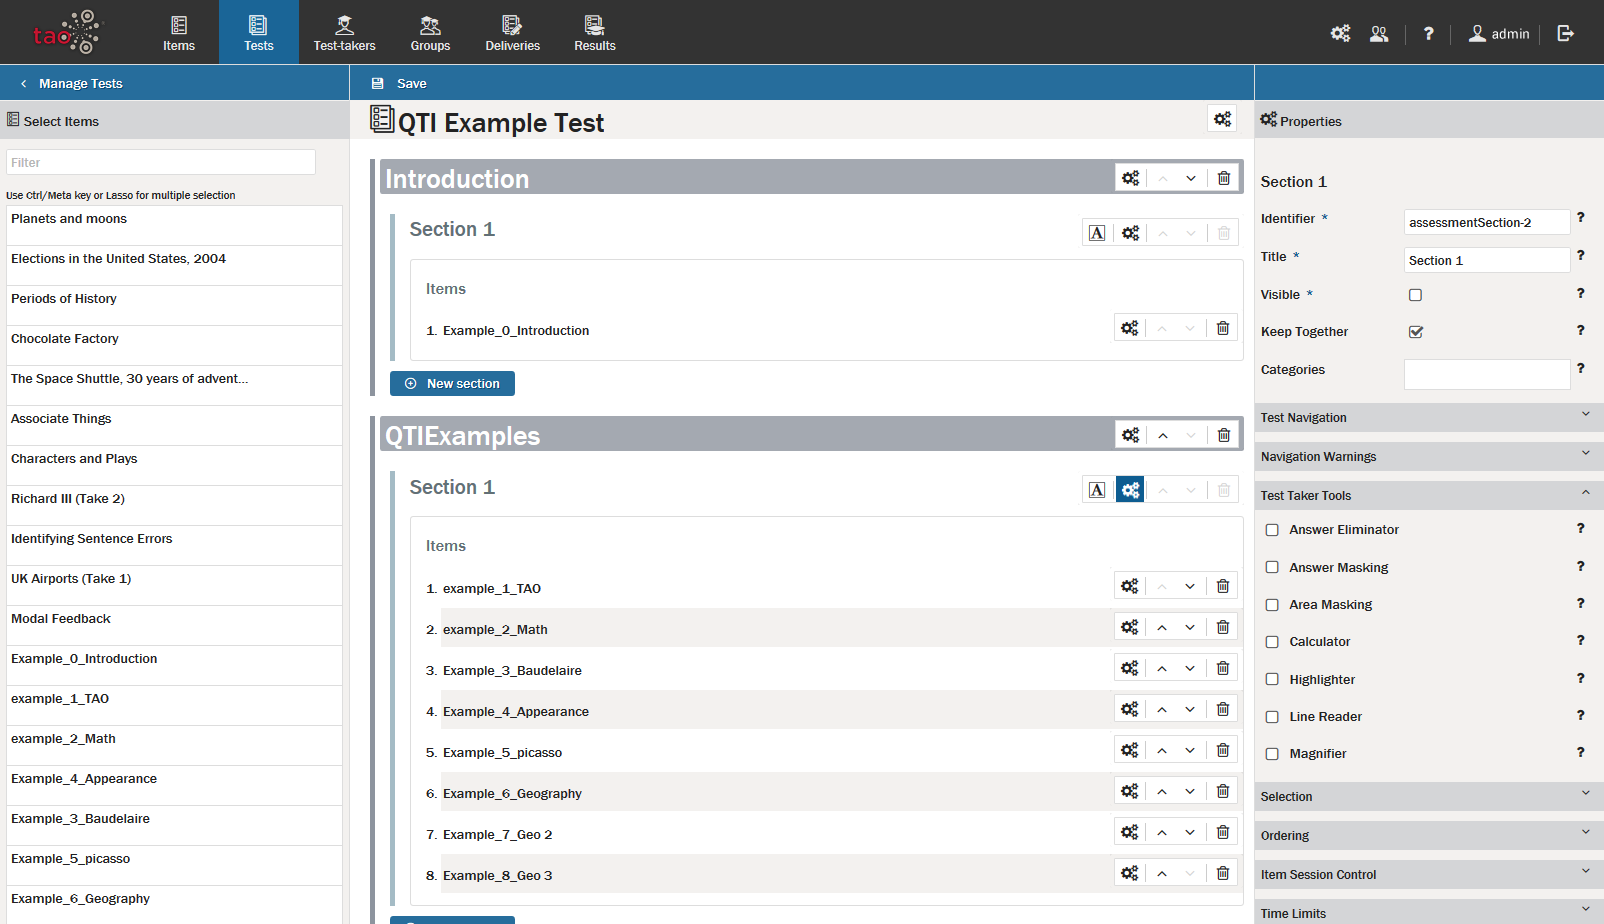 tao
Items
Tests
Test-takers
Groups
Deliveries
Results
?
admin
Manage Tests
Save
Select Items
Filter
Use Ctrl/Meta key or Lasso for multiple selection
Planets and moons
Elections in the United States, 2004
Periods of History
Chocolate Factory
The Space Shuttle, 30 years of advent...
Associate Things
Characters and Plays
Richard III (Take 2)
Identifying Sentence Errors
UK Airports (Take 1)
Modal Feedback
Example_0_Introduction
example_1_TAO
example_2_Math
Example_4_Appearance
Example_3_Baudelaire
Example_5_picasso
Example_6_Geography
QTI Example Test
Introduction
Section 1
A
Items
1. Example_0_Introduction
New section
QTIExamples
Section 1
A
Items
1. example_1_TAO
2. example_2_Math
3. Example_3_Baudelaire
4. Example_4_Appearance
5. Example_5_picasso
6. Example_6_Geography
7. Example_7_Geo 2
8. Example_8_Geo 3
Properties
Section 1
Identifier * assessmentSection-2 ?
Title * Section 1 ?
Visible * ?
Keep Together ?
Categories ?
Test Navigation
Navigation Warnings
Test Taker Tools
Answer Eliminator ?
Answer Masking ?
Area Masking ?
Calculator ?
Highlighter ?
Line Reader ?
Magnifier ?
Selection
Ordering
Item Session Control
Time Limits